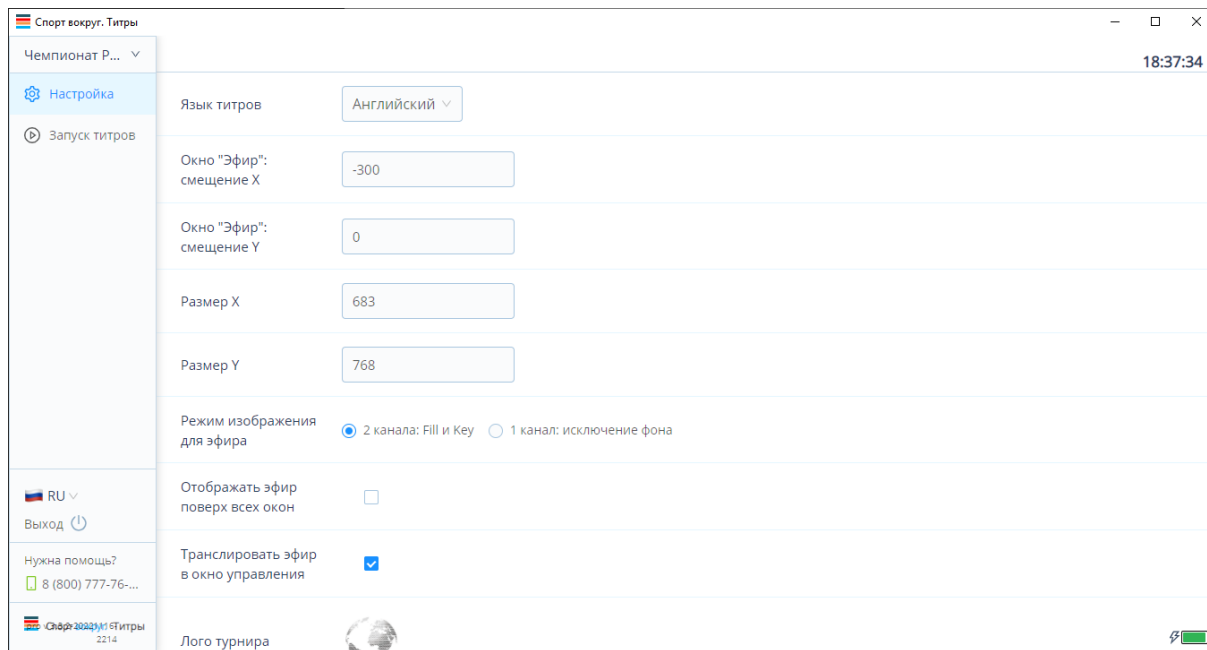 Спорт вокруг. Титры
Чемпионат Р...
18:37:34
Настройка
Запуск титров
Язык титров
Английский
Окно "Эфир":
смещение X
-300
Окно "Эфир":
смещение Y
0
Размер X
683
Размер Y
768
Режим изображения
для эфира
2 канала: Fill и Key
1 канал: исключение фона
Отображать эфир
поверх всех окон
Транслировать эфир
в окно управления
Лого турнира
RU
Выход
Нужна помощь?
8 (800) 777-76-...
Спорт вокруг. Титры
2214